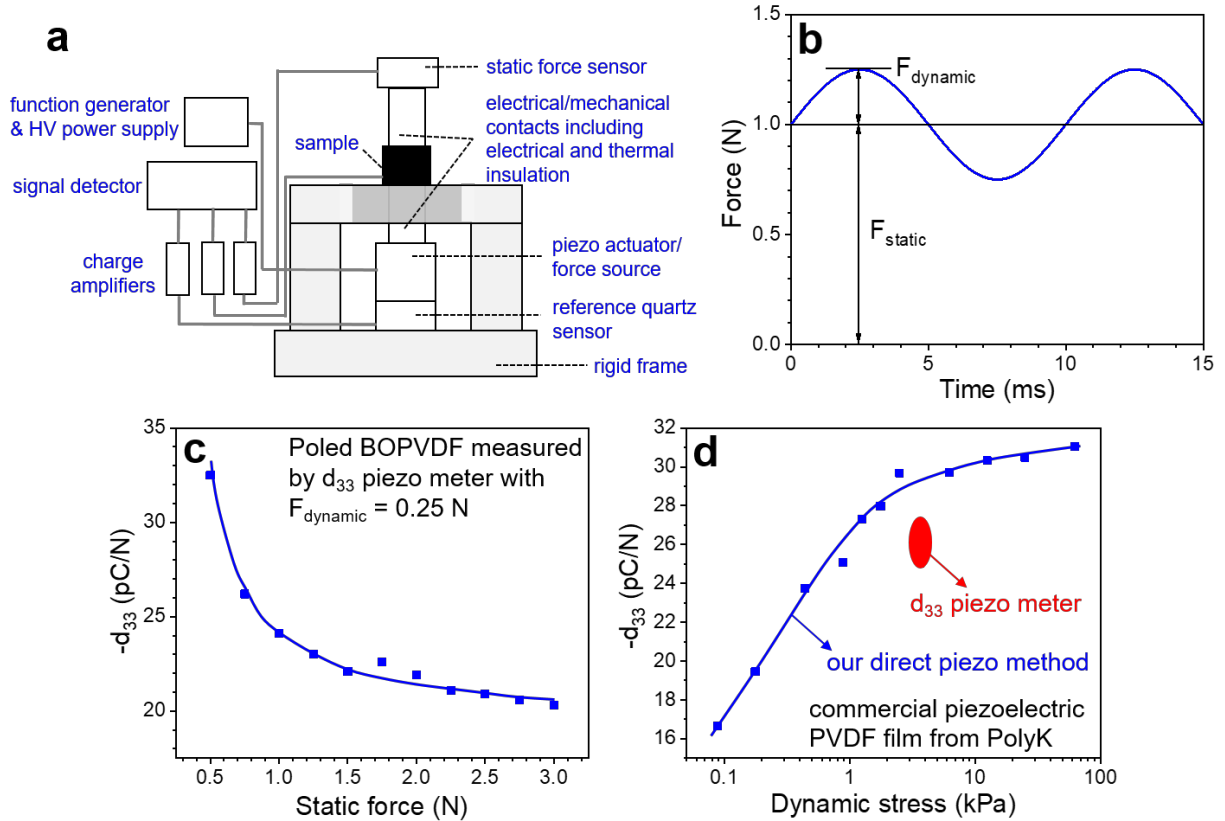 a
static force sensor
function generator
& HV power supply
electrical/mechanical
contacts including
electrical and thermal
insulation
sample
signal detector
charge
amplifiers
piezo actuator/
force source
reference quartz
sensor
rigid frame
b
1.5
1.0
0.5
0.0
Force (N)
F_dynamic
F_static
0
5
10
15
Time (ms)
c
Poled BOPVDF measured
by d_33 piezo meter with
F_dynamic = 0.25 N
35
30
25
20
-d_33 (pC/N)
0.5
1.0
1.5
2.0
2.5
3.0
Static force (N)
d
32
30
28
26
24
22
20
18
16
-d_33 (pC/N)
d_33 piezo meter
our direct piezo method
commercial piezoelectric
PVDF film from PolyK
0.1
1
10
100
Dynamic stress (kPa)